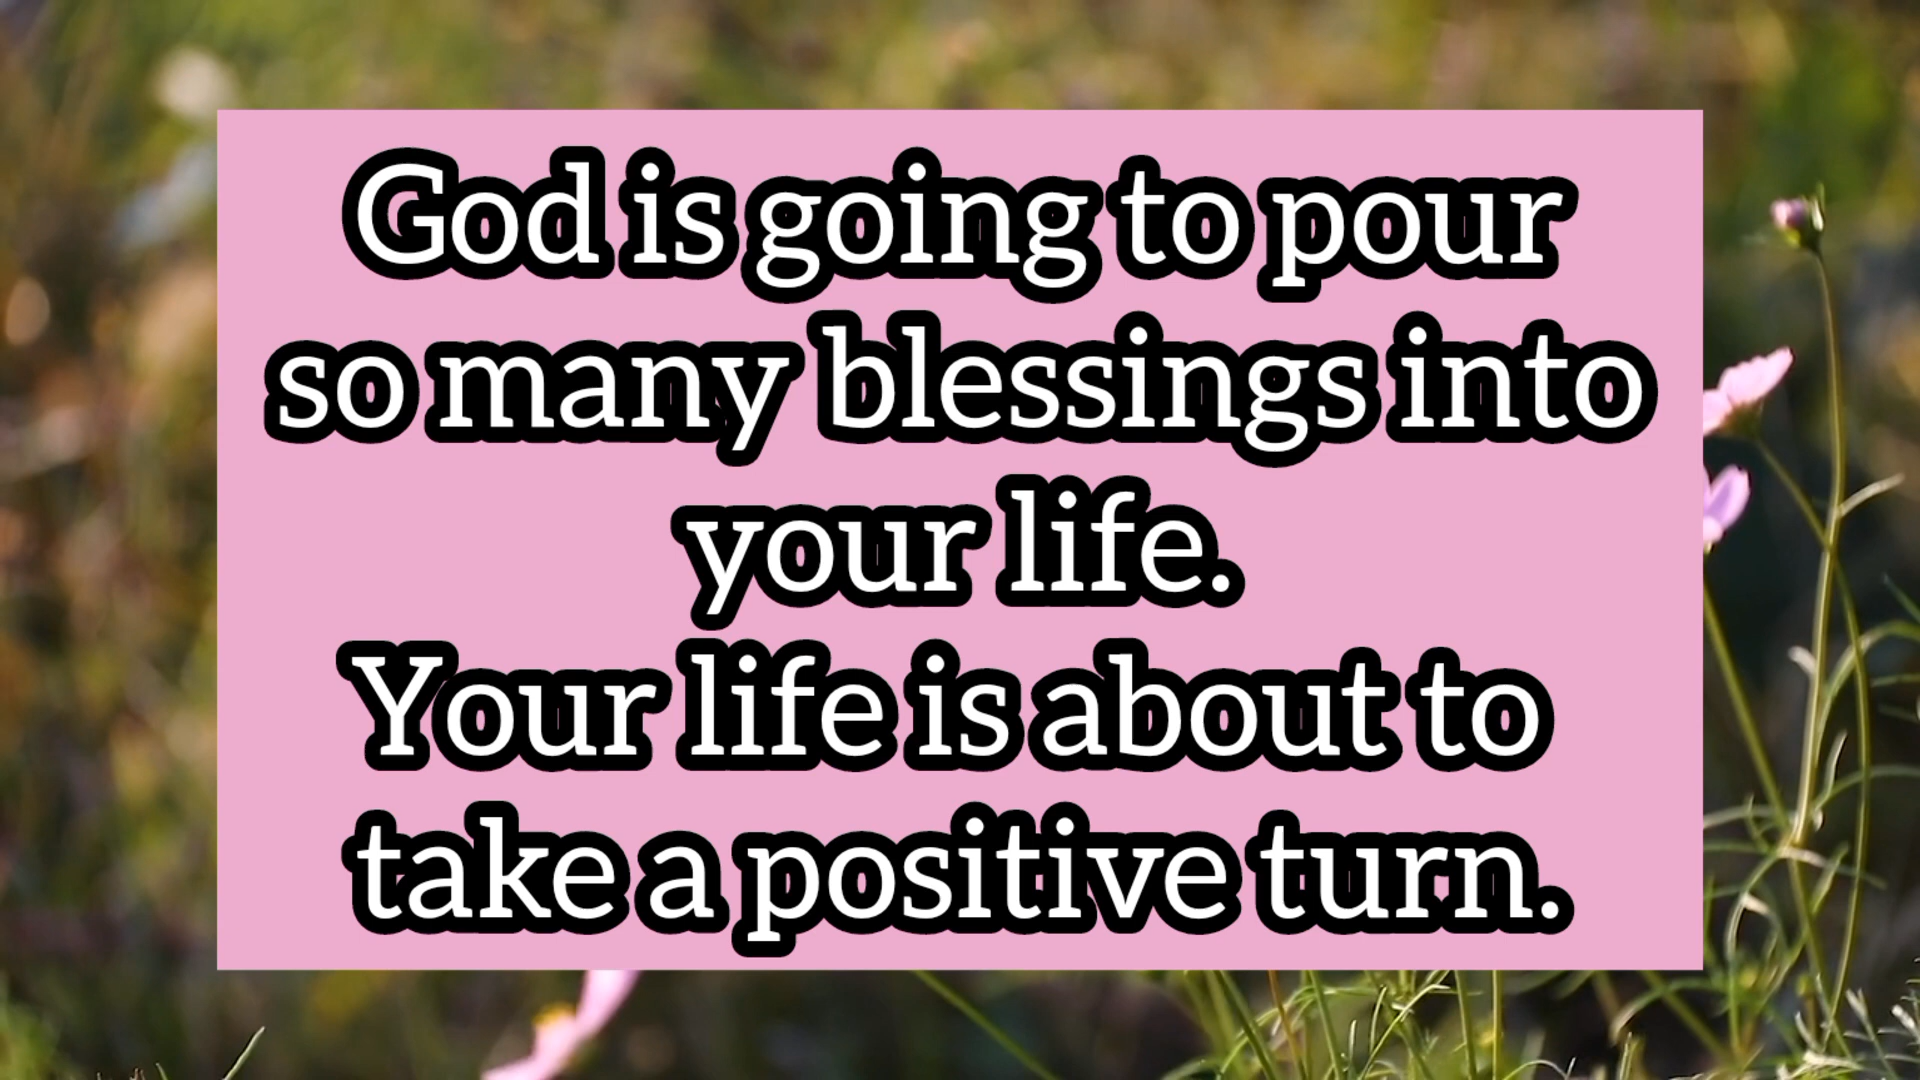 God is going to pour
so many blessings into
your life.
Your life is about to
take a positive turn.